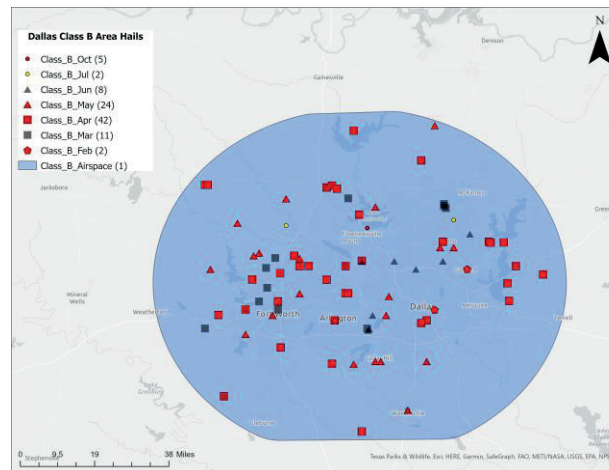 Dallas Class B Area Hails
Class_B_Oct (5)
Class_B_Jul (2)
Class_B_Jun (8)
Class_B_May (24)
Class_B_Apr (42)
Class_B_Mar (11)
Class_B_Feb (2)
Class_B_Airspace (1)
N
Denison
Gainesville
Jacksboro
McKinney
Mineral
Wells
Weatherford
Fort Worth
Arlington
Dallas
Mesquite
Terrell
Cleburne
Waxahachie
Stephenville
0 9.5 19 38 Miles
Texas Parks & Wildlife, Esri, HERE, Garmin, SafeGraph, FAO, METI/NASA, USGS, EPA, NPS